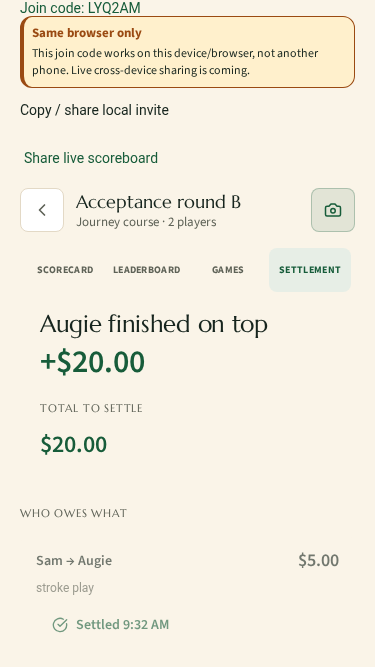 Join code: LYQ2AM
Same browser only
This join code works on this device/browser, not another
phone. Live cross-device sharing is coming.
Copy / share local invite
Share live scoreboard
Acceptance round B
Journey course · 2 players
SCORECARD LEADERBOARD GAMES SETTLEMENT
Augie finished on top
+$20.00
TOTAL TO SETTLE
$20.00
WHO OWES WHAT
Sam → Augie $5.00
stroke play
Settled 9:32 AM